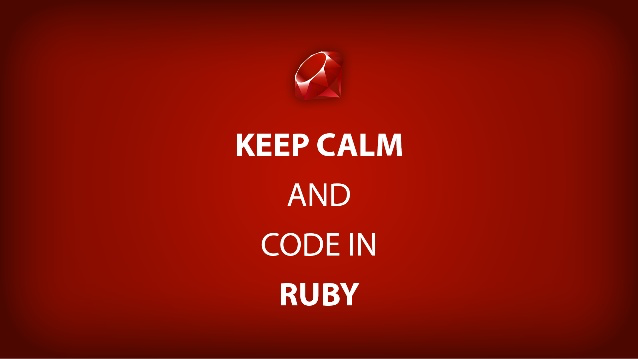 KEEP CALM
AND
CODE IN
RUBY